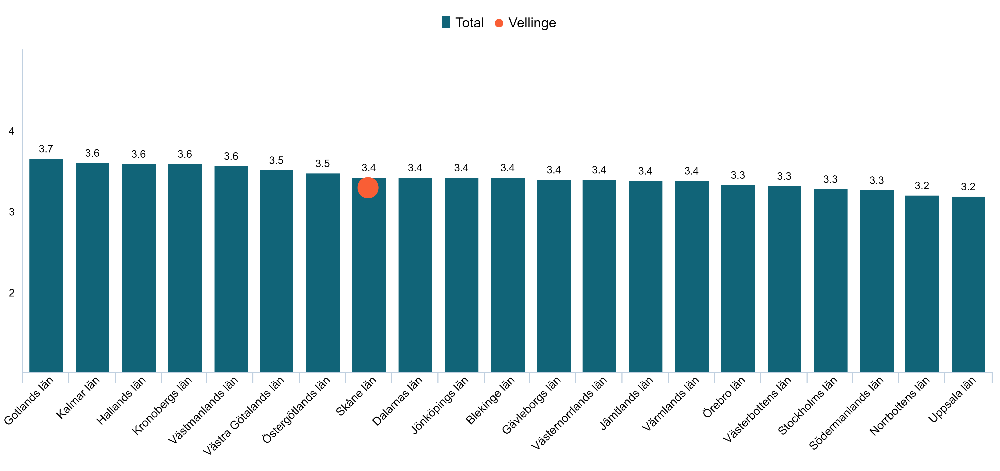 Total Vellinge
4
3
2
3.7 3.6 3.6 3.6 3.6 3.5 3.5 3.4 3.4 3.4 3.4 3.4 3.4 3.4 3.4 3.3 3.3 3.3 3.3 3.2 3.2
Gotlands län
Kalmar län
Hallands län
Kronobergs län
Västmanlands län
Västra Götalands län
Östergötlands län
Skåne län
Dalarnas län
Jönköpings län
Blekinge län
Gävleborgs län
Västernorrlands län
Jämtlands län
Värmlands län
Örebro län
Västerbottens län
Stockholms län
Södermanlands län
Norrbottens län
Uppsala län